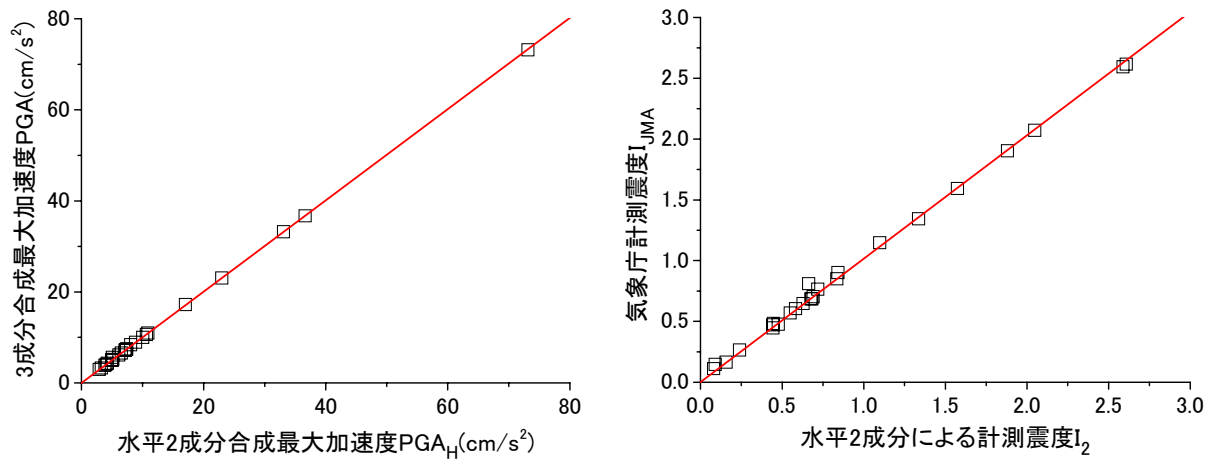 3成分合成最大加速度PGA(cm/s²)
80
60
40
20
0
0 20 40 60 80
水平2成分合成最大加速度PGA_H(cm/s²)
気象庁計測震度I_JMA
3.0
2.5
2.0
1.5
1.0
0.5
0.0
0.0 0.5 1.0 1.5 2.0 2.5 3.0
水平2成分による計測震度I₂